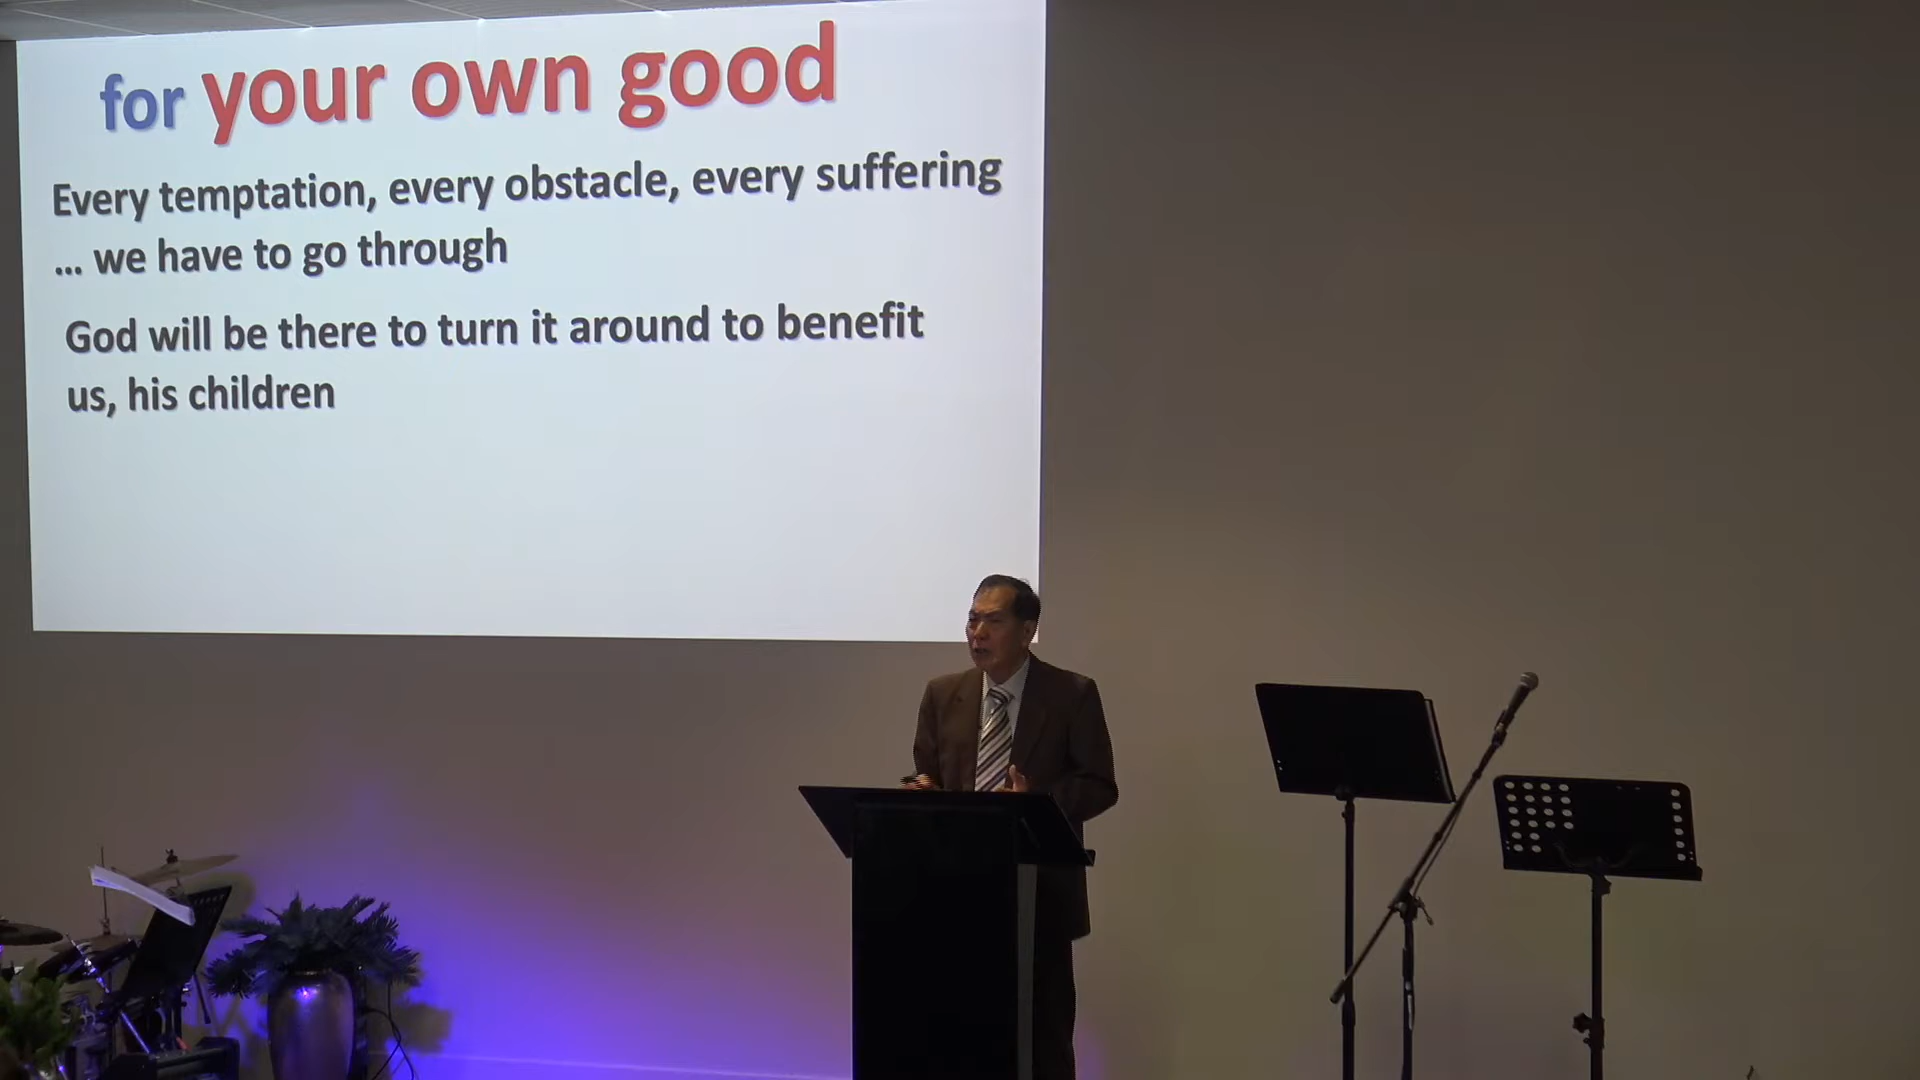 for your own good
Every temptation, every obstacle, every suffering
... we have to go through
God will be there to turn it around to benefit
us, his children